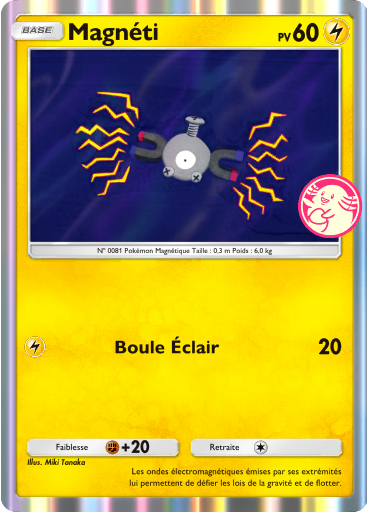 BASE
Magnéti
PV 60
N° 0081 Pokémon Magnétique Taille : 0,3 m Poids : 6,0 kg
Boule Éclair 20
Faiblesse +20 Retraite
Illus. Miki Tanaka
Les ondes électromagnétiques émises par ses extrémités
lui permettent de défier les lois de la gravité et de flotter.